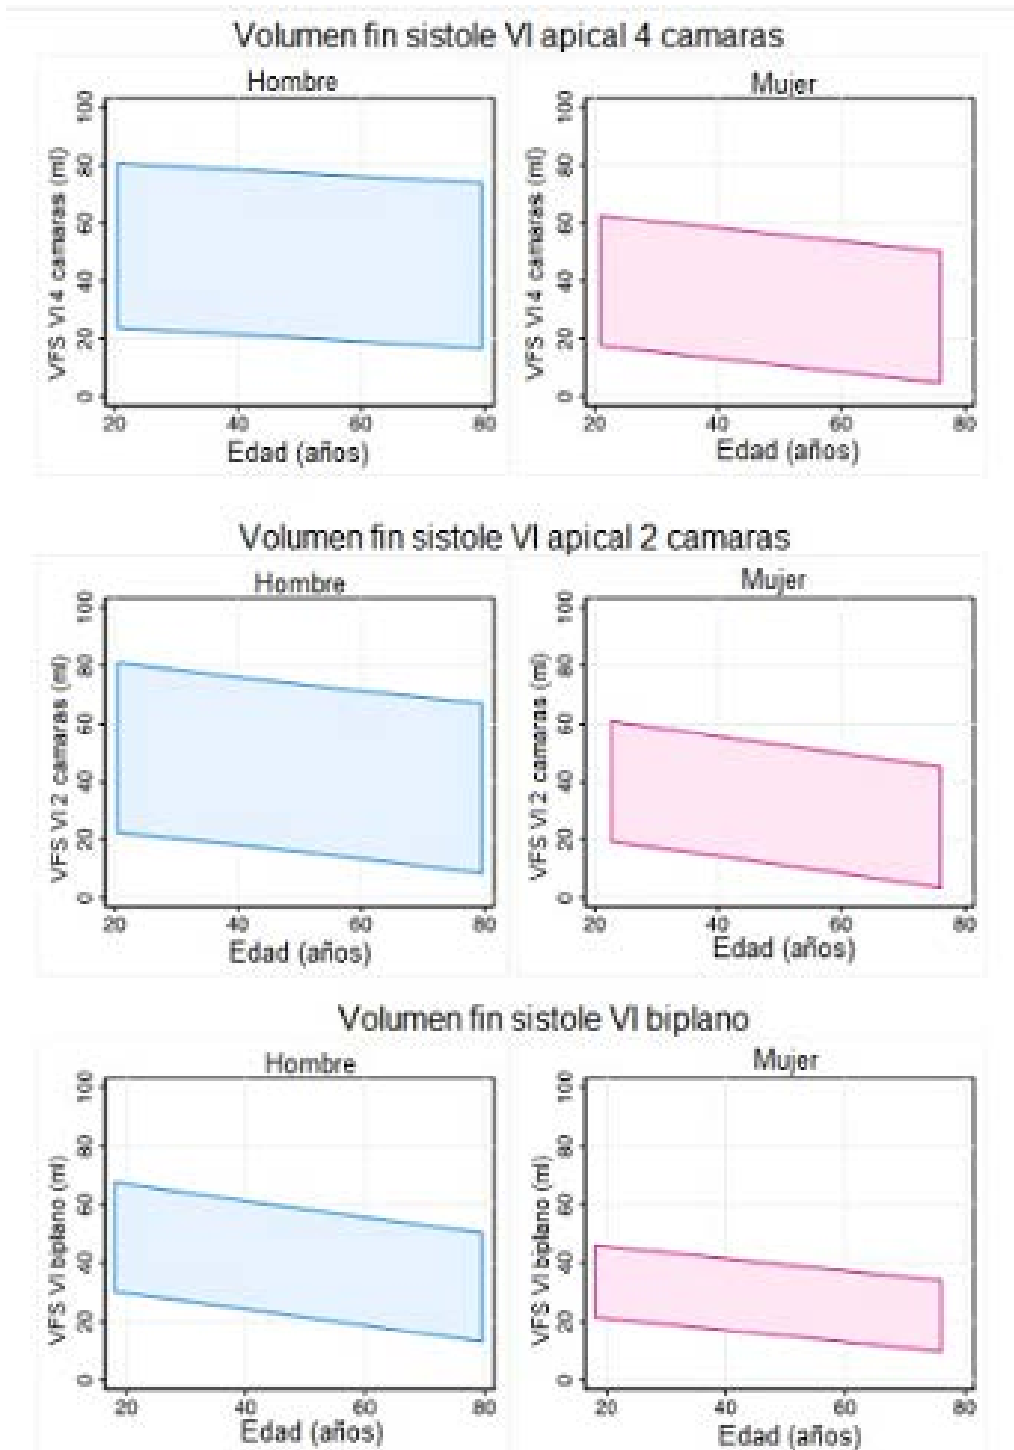 Volumen fin sistole VI apical 4 camaras
Hombre
Mujer
VFS VI 4 camaras (ml)
100
80
60
40
20
0
20 40 60 80
Edad (años)
VFS VI 4 camaras (ml)
100
80
60
40
20
0
20 40 60 80
Edad (años)
Volumen fin sistole VI apical 2 camaras
Hombre
Mujer
VFS VI 2 camaras (ml)
100
80
60
40
20
0
20 40 60 80
Edad (años)
VFS VI 2 camaras (ml)
100
80
60
40
20
0
20 40 60 80
Edad (años)
Volumen fin sistole VI biplano
Hombre
Mujer
VFS VI biplano (ml)
100
80
60
40
20
0
20 40 60 80
Edad (años)
VFS VI biplano (ml)
100
80
60
40
20
0
20 40 60 80
Edad (años)